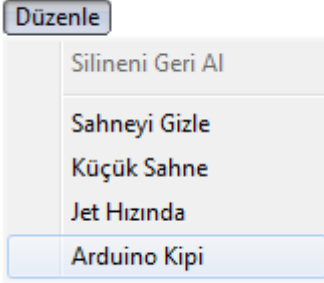 Düzenle
Silineni Geri Al
Sahneyi Gizle
Küçük Sahne
Jet Hızında
Arduino Kipi